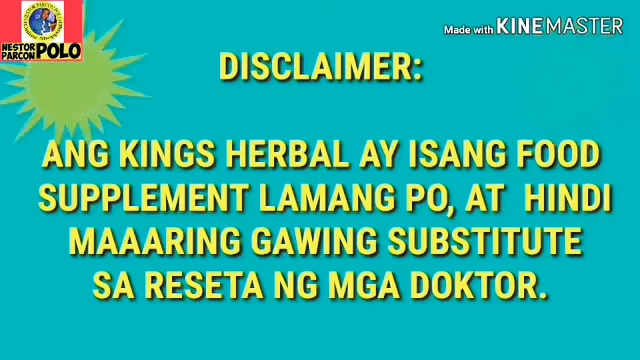 NESTOR
PARCON POLO
Made with KINEMASTER
DISCLAIMER:
ANG KINGS HERBAL AY ISANG FOOD
SUPPLEMENT LAMANG PO, AT HINDI
MAAARING GAWING SUBSTITUTE
SA RESETA NG MGA DOKTOR.